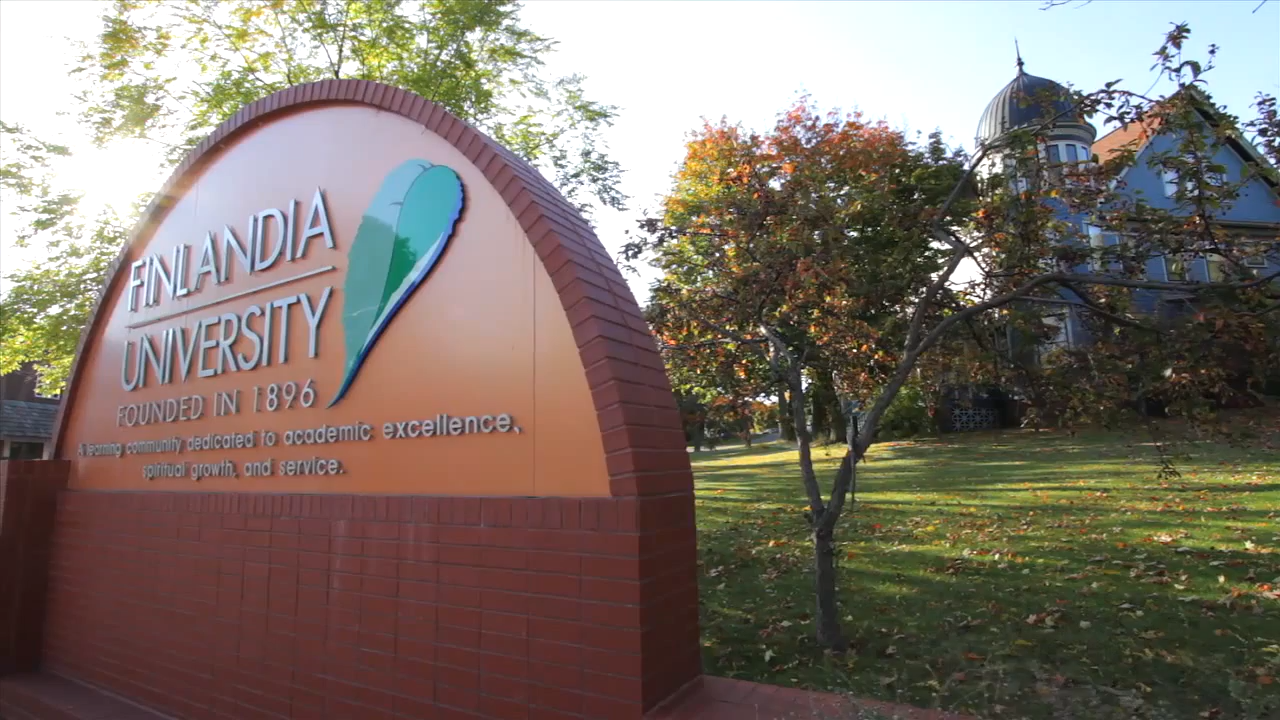 FINLANDIA
UNIVERSITY
FOUNDED IN 1896
A learning community dedicated to academic excellence,
spiritual growth, and service.